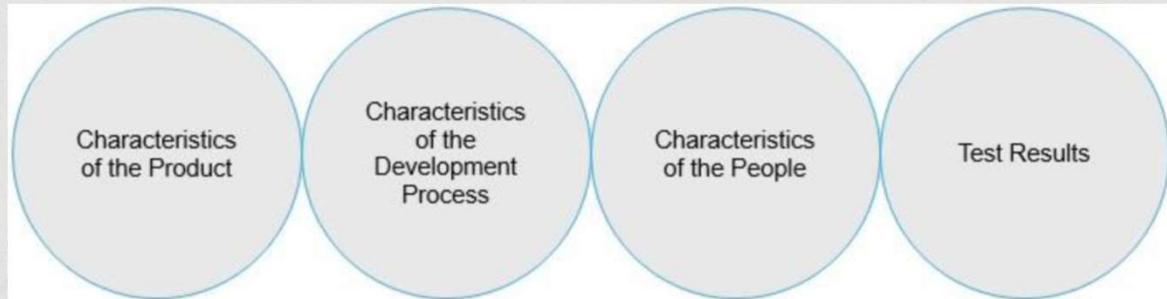 Characteristics
of the Product
Characteristics
of the
Development
Process
Characteristics
of the People
Test Results